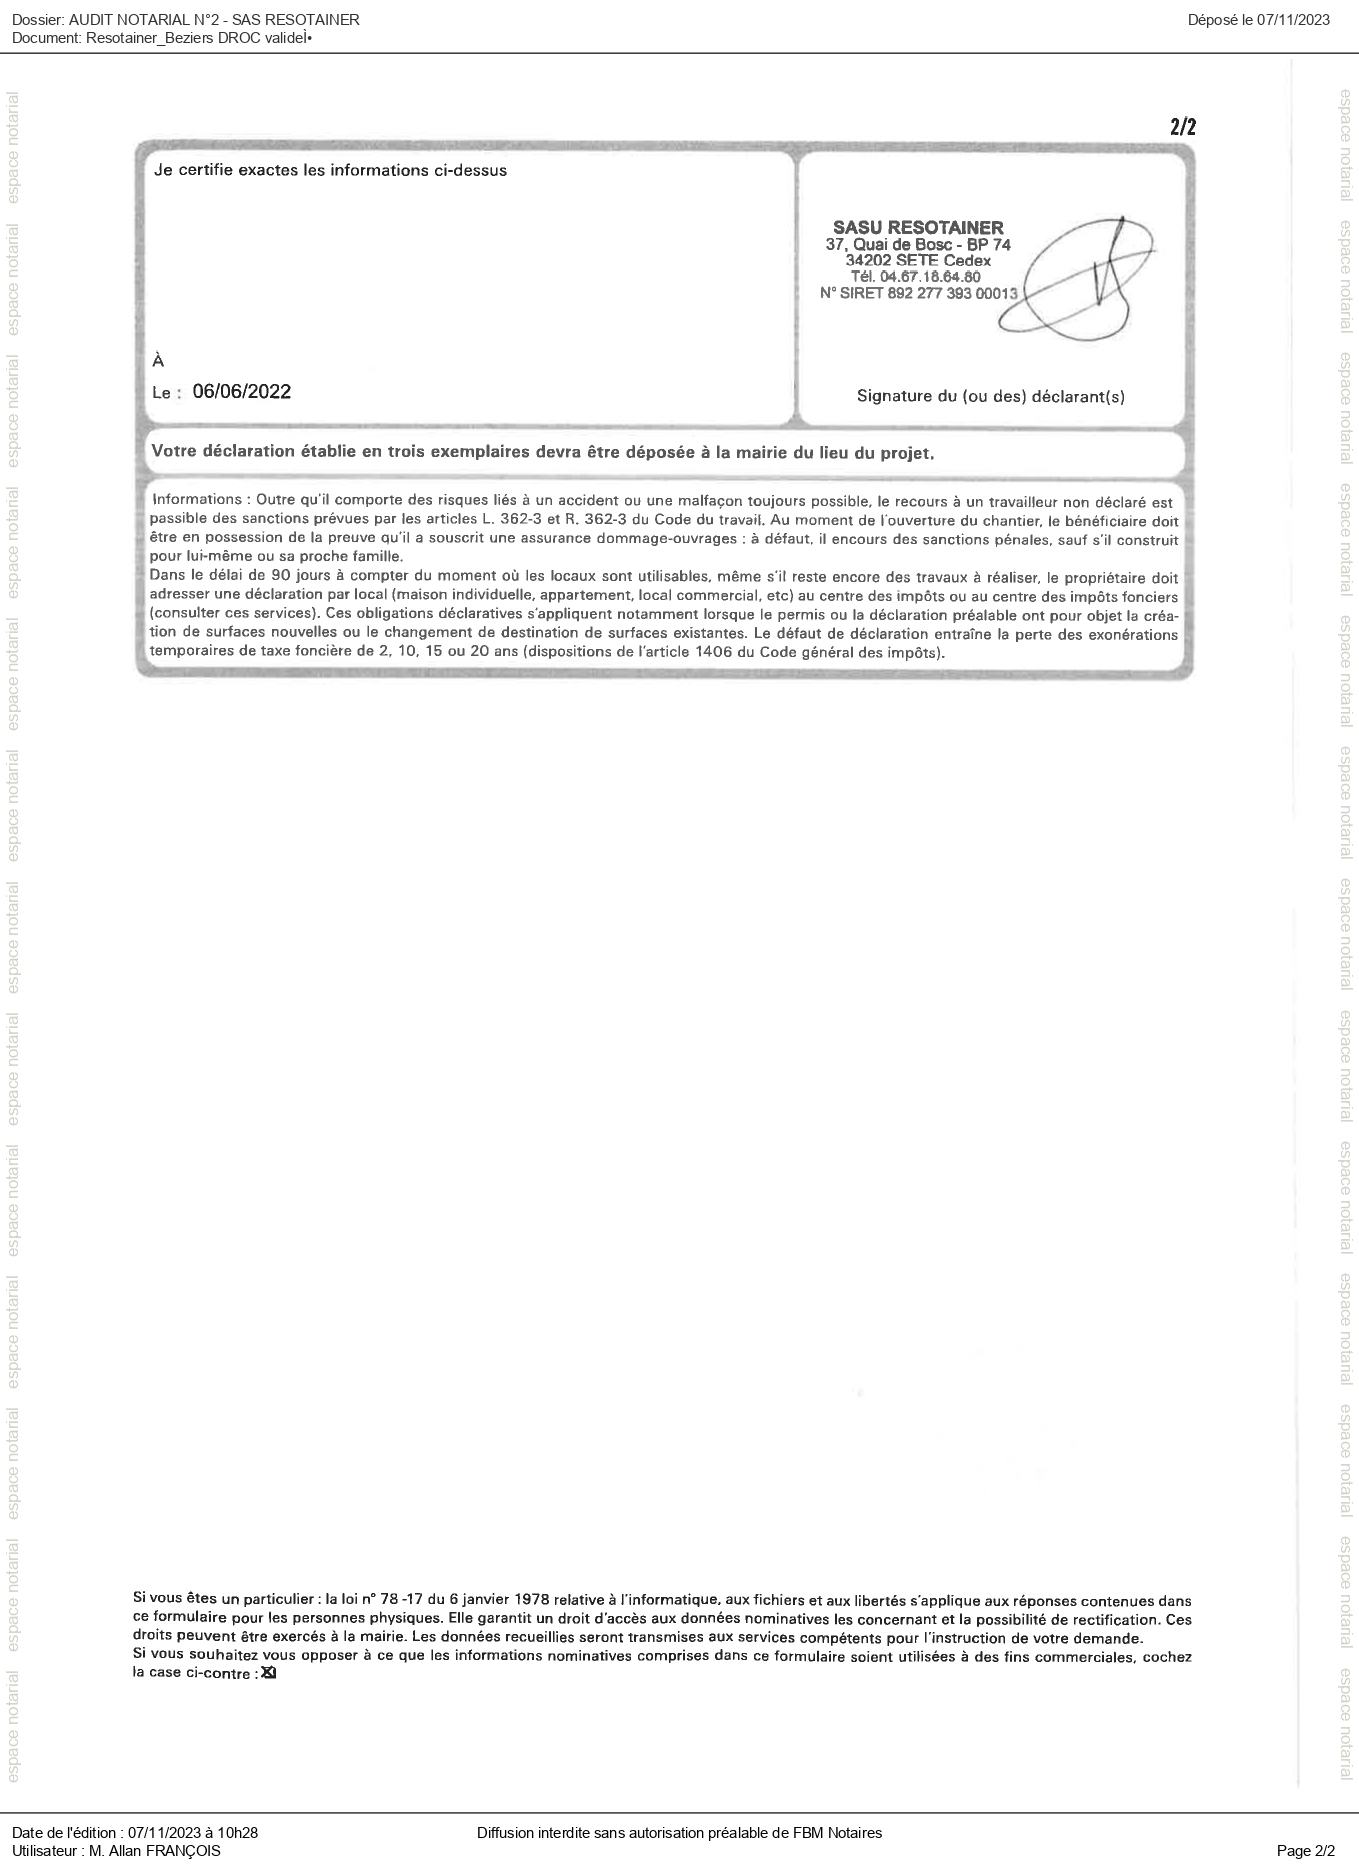 Dossier: AUDIT NOTARIAL N°2 - SAS RESOTAINER
Déposé le 07/11/2023
Document: Resotainer_Beziers DROC valideÌ•
2/2
Je certifie exactes les informations ci-dessus
SASU RESOTAINER
37, Quai de Bosc - BP 74
34202 SETE Cedex
Tél. 04.67.18.64.80
N° SIRET 892 277 393 00013
À
Le : 06/06/2022
Signature du (ou des) déclarant(s)
Votre déclaration établie en trois exemplaires devra être déposée à la mairie du lieu du projet.
Informations : Outre qu'il comporte des risques liés à un accident ou une malfaçon toujours possible, le recours à un travailleur non déclaré est
passible des sanctions prévues par les articles L. 362-3 et R. 362-3 du Code du travail. Au moment de l'ouverture du chantier, le bénéficiaire doit
être en possession de la preuve qu'il a souscrit une assurance dommage-ouvrages : à défaut, il encours des sanctions pénales, sauf s'il construit
pour lui-même ou sa proche famille.
Dans le délai de 90 jours à compter du moment où les locaux sont utilisables, même s'il reste encore des travaux à réaliser, le propriétaire doit
adresser une déclaration par local (maison individuelle, appartement, local commercial, etc) au centre des impôts ou au centre des impôts fonciers
(consulter ces services). Ces obligations déclaratives s'appliquent notamment lorsque le permis ou la déclaration préalable ont pour objet la créa-
tion de surfaces nouvelles ou le changement de destination de surfaces existantes. Le défaut de déclaration entraîne la perte des exonérations
temporaires de taxe foncière de 2, 10, 15 ou 20 ans (dispositions de l'article 1406 du Code général des impôts).
Si vous êtes un particulier : la loi n° 78 -17 du 6 janvier 1978 relative à l'informatique, aux fichiers et aux libertés s'applique aux réponses contenues dans
ce formulaire pour les personnes physiques. Elle garantit un droit d'accès aux données nominatives les concernant et la possibilité de rectification. Ces
droits peuvent être exercés à la mairie. Les données recueillies seront transmises aux services compétents pour l'instruction de votre demande.
Si vous souhaitez vous opposer à ce que les informations nominatives comprises dans ce formulaire soient utilisées à des fins commerciales, cochez
la case ci-contre : X
espace notarial espace notarial espace notarial espace notarial espace notarial espace notarial espace notarial espace notarial espace notarial espace notarial espace notarial espace notarial espace notarial
espace notarial espace notarial espace notarial espace notarial espace notarial espace notarial espace notarial espace notarial espace notarial espace notarial espace notarial espace notarial espace notarial
Date de l'édition : 07/11/2023 à 10h28
Diffusion interdite sans autorisation préalable de FBM Notaires
Utilisateur : M. Allan FRANÇOIS
Page 2/2